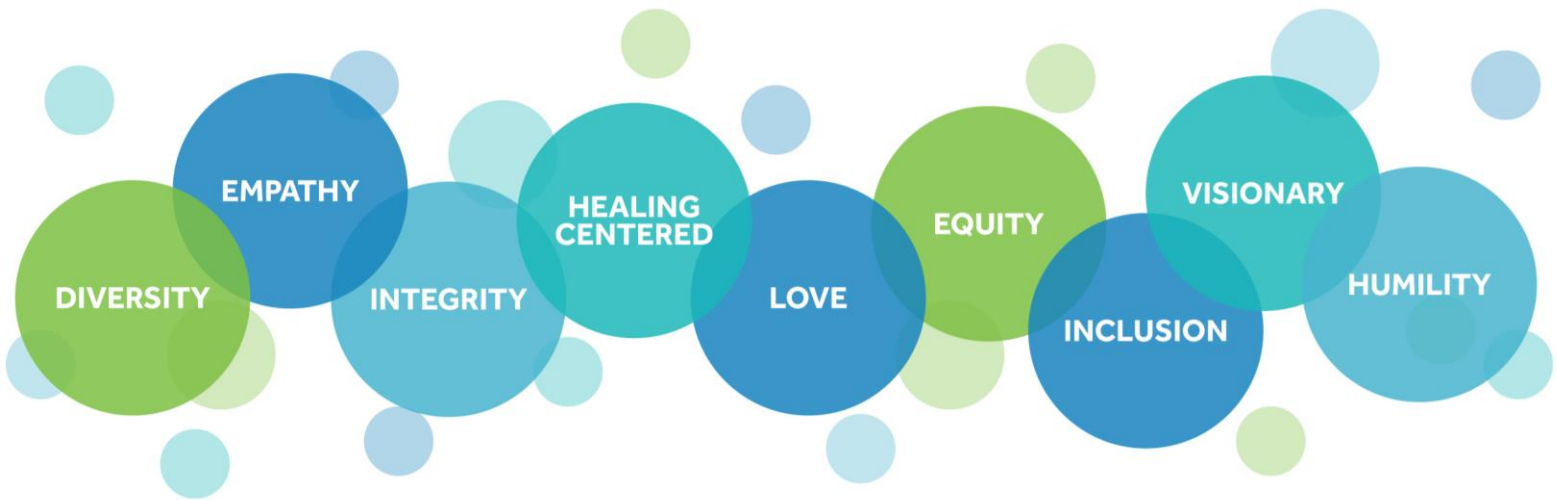 DIVERSITY
EMPATHY
INTEGRITY
HEALING
CENTERED
LOVE
EQUITY
INCLUSION
VISIONARY
HUMILITY